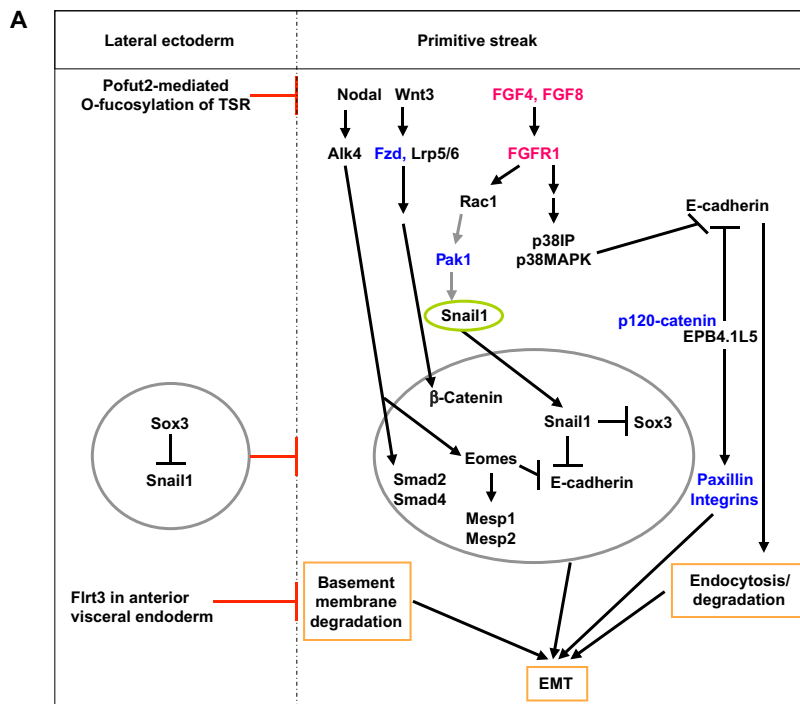 A
Lateral ectoderm
Primitive streak
Pofut2-mediated
O-fucosylation of TSR
Nodal
Wnt3
FGF4, FGF8
Alk4
Fzd, Lrp5/6
FGFR1
Rac1
E-cadherin
p38IP
p38MAPK
Pak1
Snail1
p120-catenin
EPB4.1L5
β-Catenin
Sox3
Snail1
Snail1
Sox3
Eomes
E-cadherin
Smad2
Smad4
Mesp1
Mesp2
Paxillin
Integrins
Flrt3 in anterior
visceral endoderm
Basement
membrane
degradation
Endocytosis/
degradation
EMT